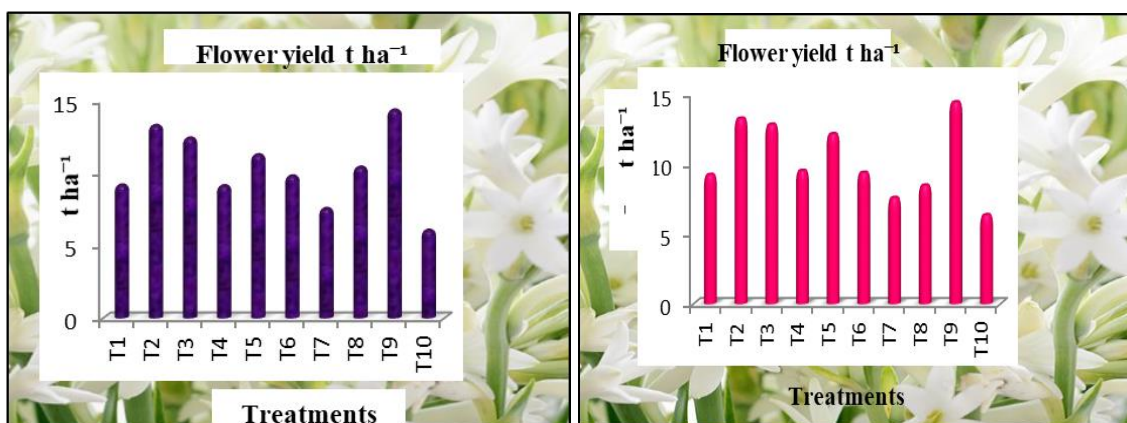 Flower yield t ha⁻¹
t ha⁻¹
15
5
0
T1 T2 T3 T4 T5 T6 T7 T8 T9 T10
Treatments
Flower yield t ha⁻¹
t ha⁻¹
15
10
5
0
T1 T2 T3 T4 T5 T6 T7 T8 T9 T10
Treatments